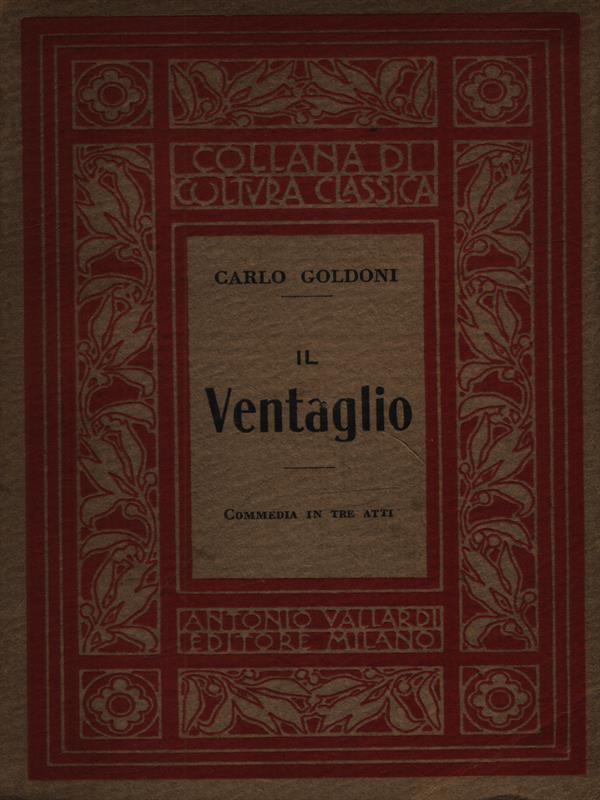 COLLANA DI
COLTVRA CLASSICA
CARLO GOLDONI
IL
Ventaglio
COMMEDIA IN TRE ATTI
ANTONIO VALLARDI
EDITORE MILANO